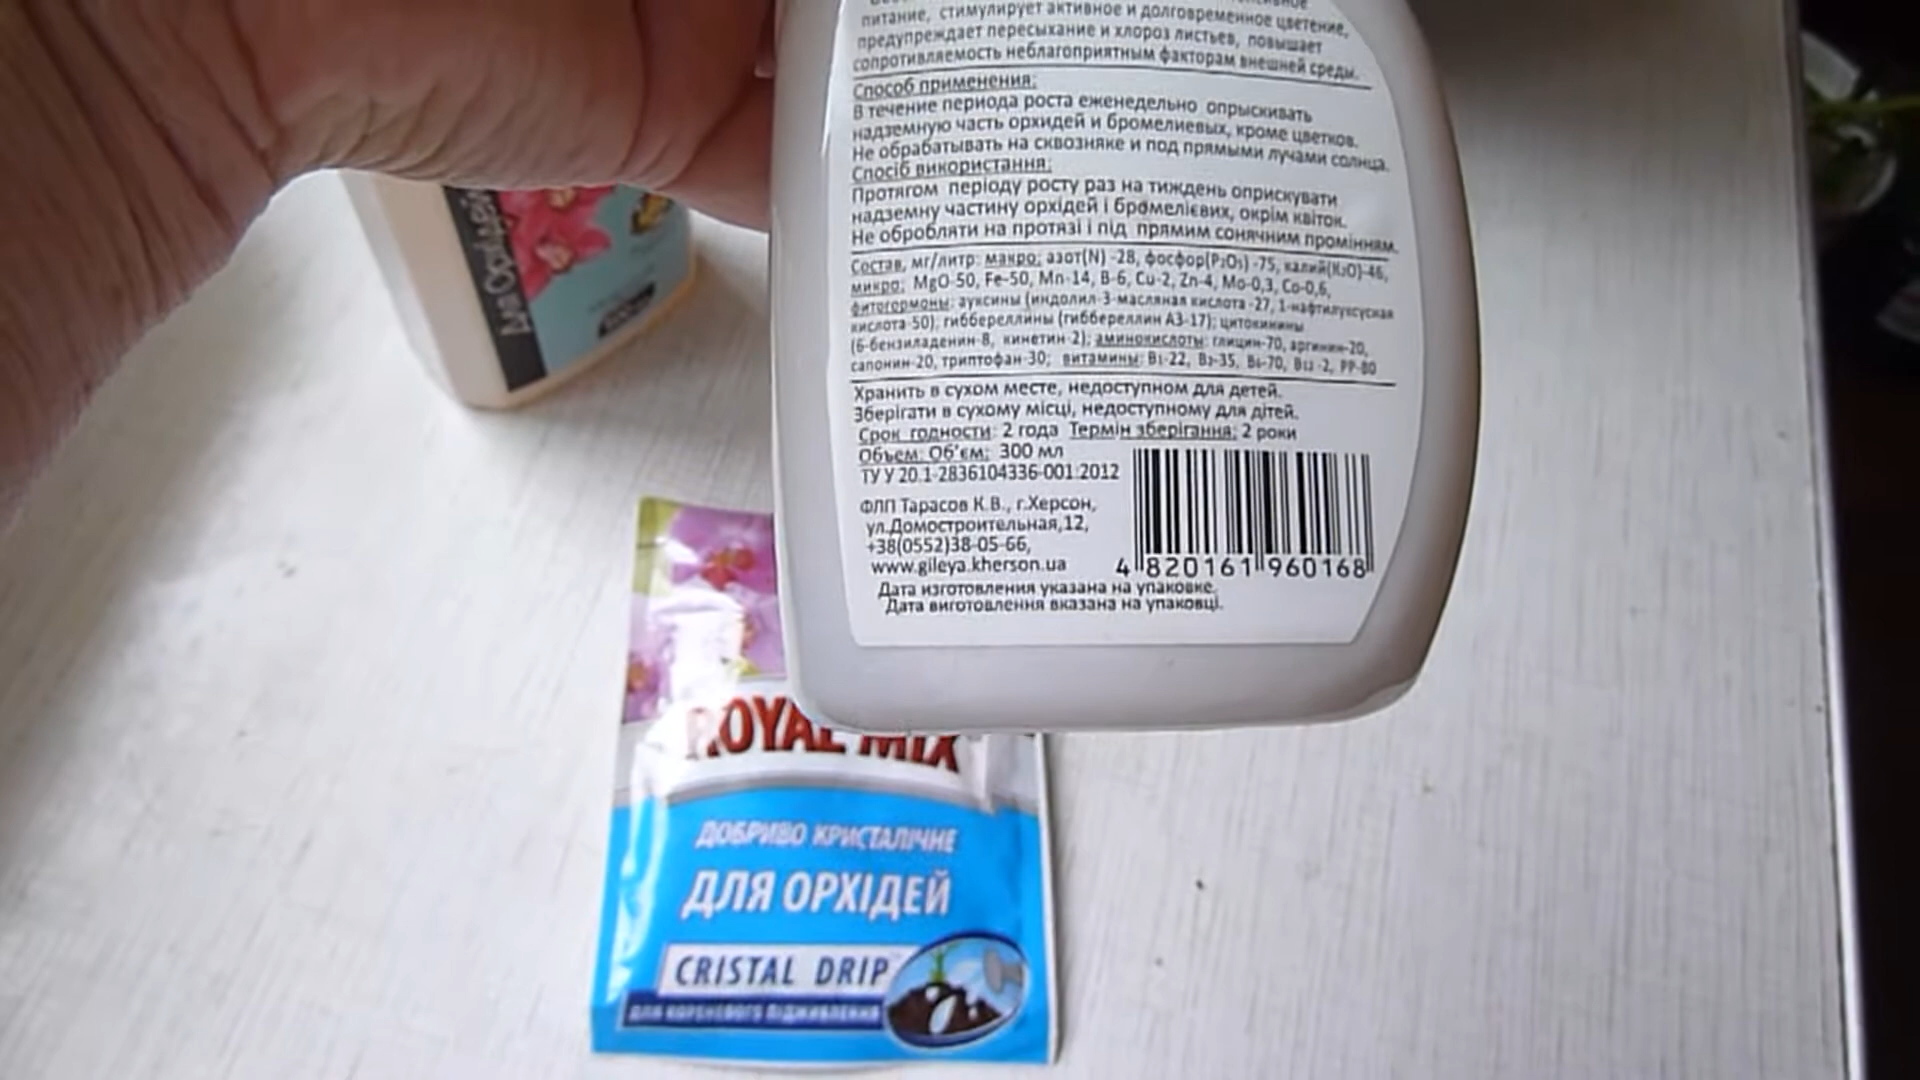 питание, стимулирует активное и долговременное цветение,
предупреждает пересыхание и хлороз листьев, повышает
сопротивляемость неблагоприятным факторам внешней среды.
Способ применения:
В течение периода роста еженедельно опрыскивать
надземную часть орхидей и бромелиевых, кроме цветков.
Не обрабатывать на сквозняке и под прямыми лучами солнца.
Спосіб використання:
Протягом періоду росту раз на тиждень оприскувати
надземну частину орхідей і бромелієвих, окрім квіток.
Не обробляти на протязі і під прямим сонячним промінням.
Состав, мг/литр: макро: азот(N) -28, фосфор(P₂O₅) -75, калий(K₂O)-46,
микро: MgO-50, Fe-50, Mn-14, B-6, Cu-2, Zn-4, Mo-0,3, Co-0,6,
фитогормоны: ауксины (индолил-3-масляная кислота -27, 1-нафтилуксусная
кислота-50); гиббереллины (гиббереллин А3-17); цитокинины
(6-бензиладенин-8, кинетин-2); аминокислоты: глицин-70, аргинин-20,
сапонин-20, триптофан-30; витамины: B₁-22, B₂-35, B₆-70, B₁₂-2, PP-80
Хранить в сухом месте, недоступном для детей.
Зберігати в сухому місці, недоступному для дітей.
Срок годности: 2 года Термін зберігання: 2 роки
Объем: Об'єм: 300 мл
ТУ У 20.1-2836104336-001:2012
ФЛП Тарасов К.В., г.Херсон,
ул.Домостроительная,12,
+38(0552)38-05-66,
www.gileya.kherson.ua
4 820161 960168
Дата изготовления указана на упаковке.
Дата виготовлення вказана на упаковці.
Для Орхидей
ROYAL MIX
ДОБРИВО КРИСТАЛІЧНЕ
ДЛЯ ОРХІДЕЙ
CRISTAL DRIP
ДЛЯ КОРЕНЕВОГО ПІДЖИВЛЕННЯ